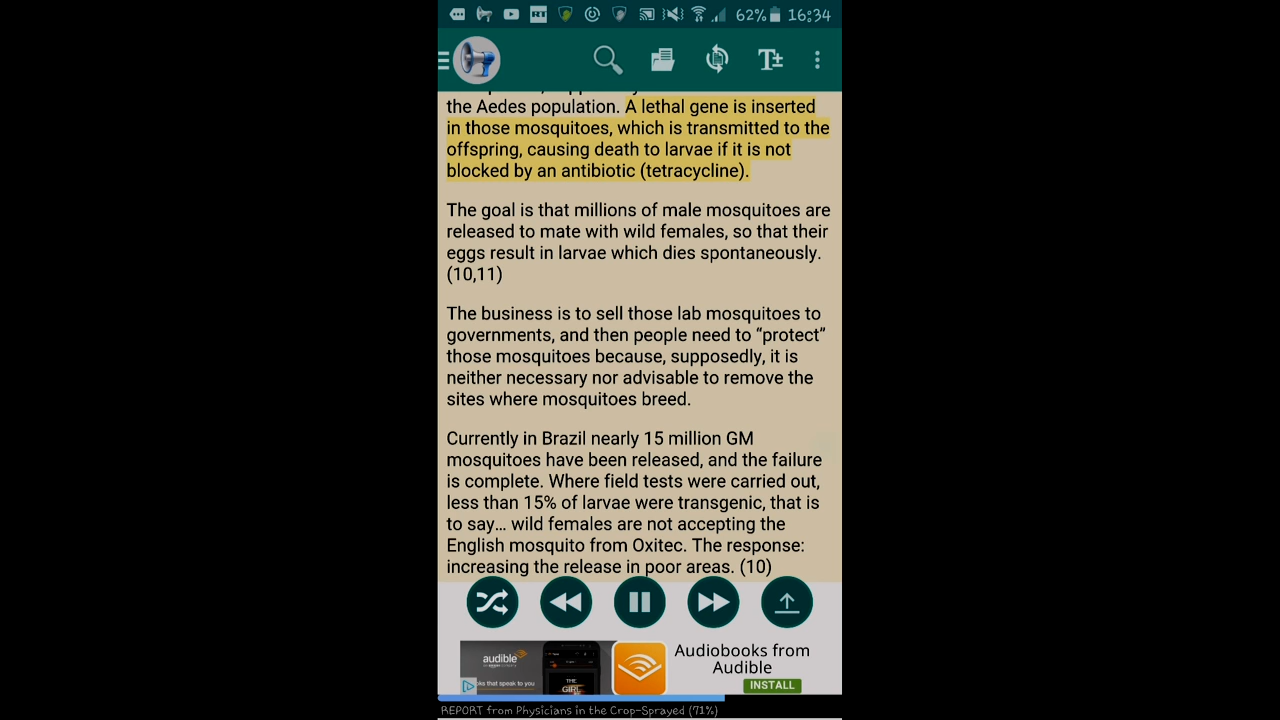 62% 16:34
RT
T±
the Aedes population. A lethal gene is inserted
in those mosquitoes, which is transmitted to the
offspring, causing death to larvae if it is not
blocked by an antibiotic (tetracycline).
The goal is that millions of male mosquitoes are
released to mate with wild females, so that their
eggs result in larvae which dies spontaneously.
(10,11)
The business is to sell those lab mosquitoes to
governments, and then people need to “protect”
those mosquitoes because, supposedly, it is
neither necessary nor advisable to remove the
sites where mosquitoes breed.
Currently in Brazil nearly 15 million GM
mosquitoes have been released, and the failure
is complete. Where field tests were carried out,
less than 15% of larvae were transgenic, that is
to say… wild females are not accepting the
English mosquito from Oxitec. The response:
increasing the release in poor areas. (10)
audible
oks that speak to you
THE
GIRL
Audiobooks from
Audible
INSTALL
REPORT from Physicians in the Crop-Sprayed (71%)